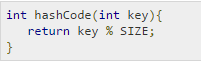 int hashCode(int key){
   return key % SIZE;
}